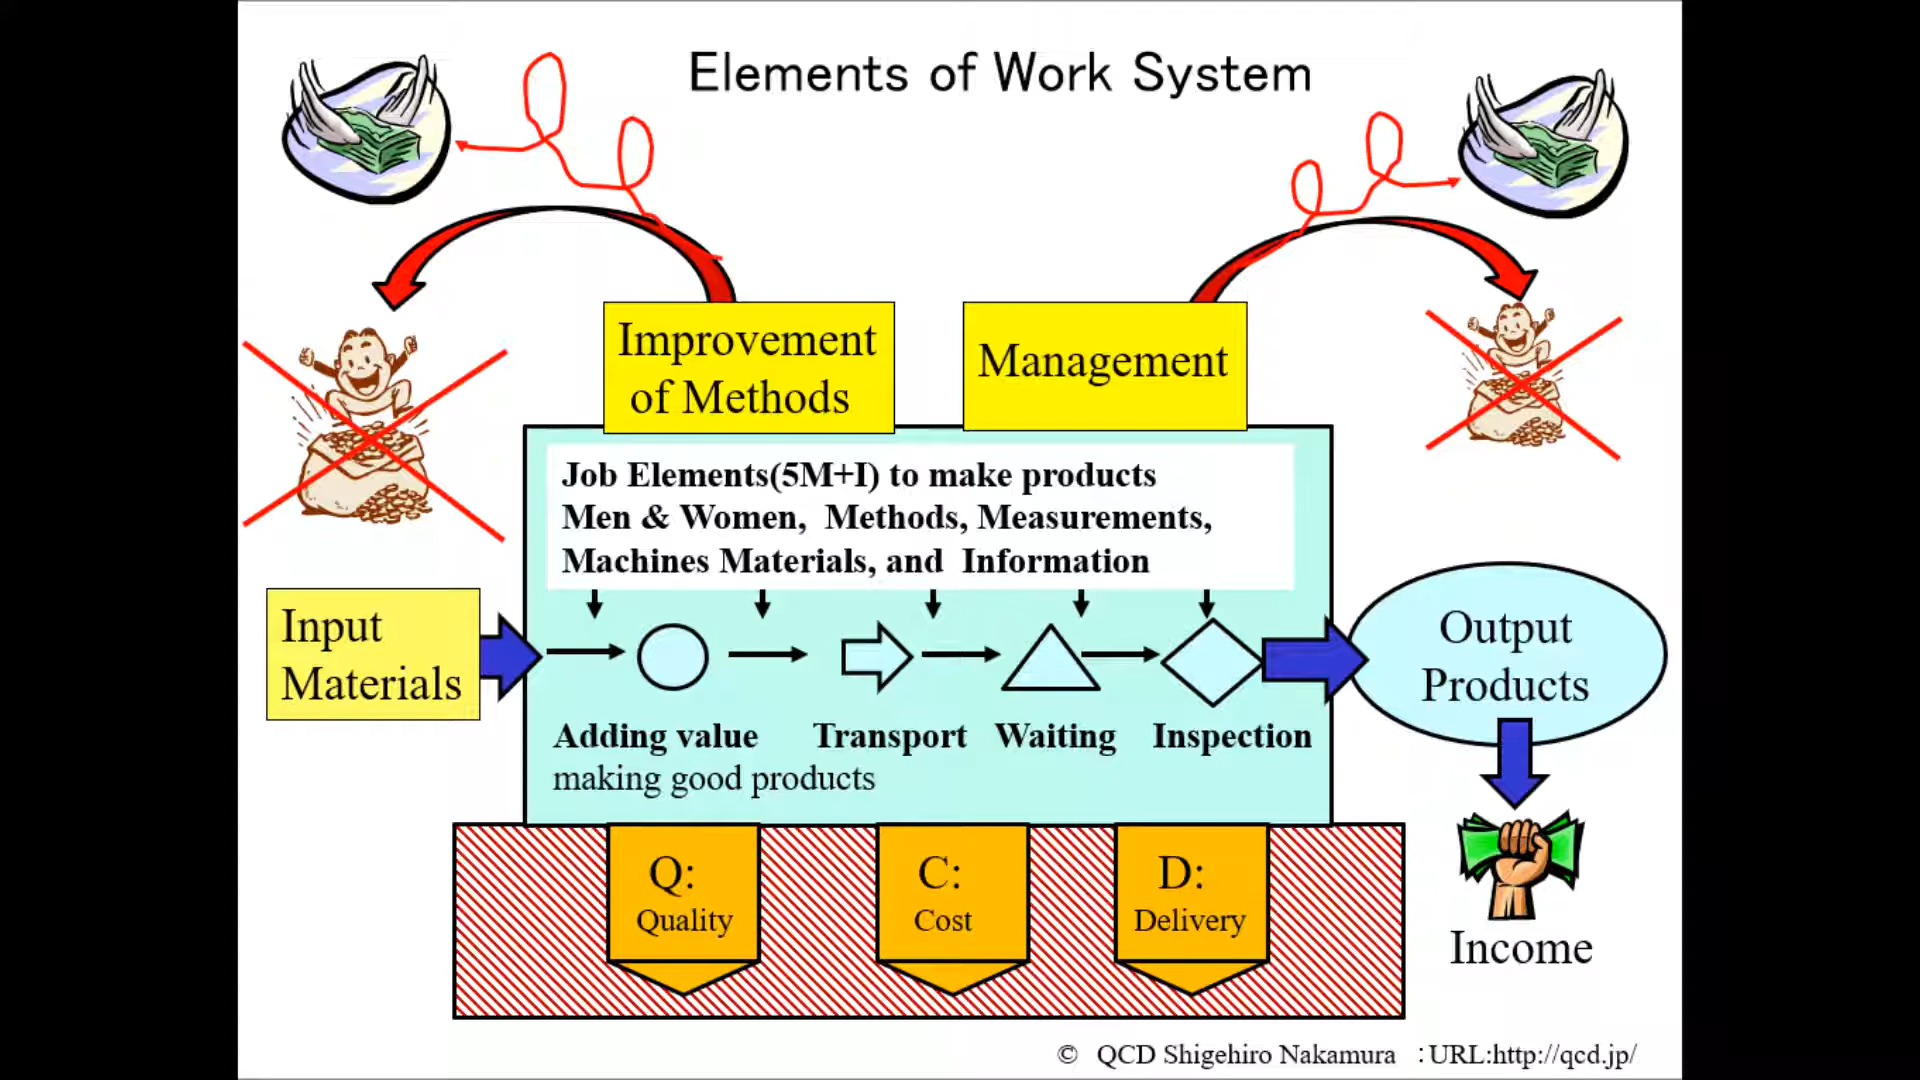 Elements of Work System
Improvement
of Methods
Management
Job Elements(5M+I) to make products
Men & Women, Methods, Measurements,
Machines Materials, and Information
Input
Materials
Output
Products
Adding value
making good products
Transport
Waiting
Inspection
Q:
Quality
C:
Cost
D:
Delivery
Income
© QCD Shigehiro Nakamura :URL:http://qcd.jp/